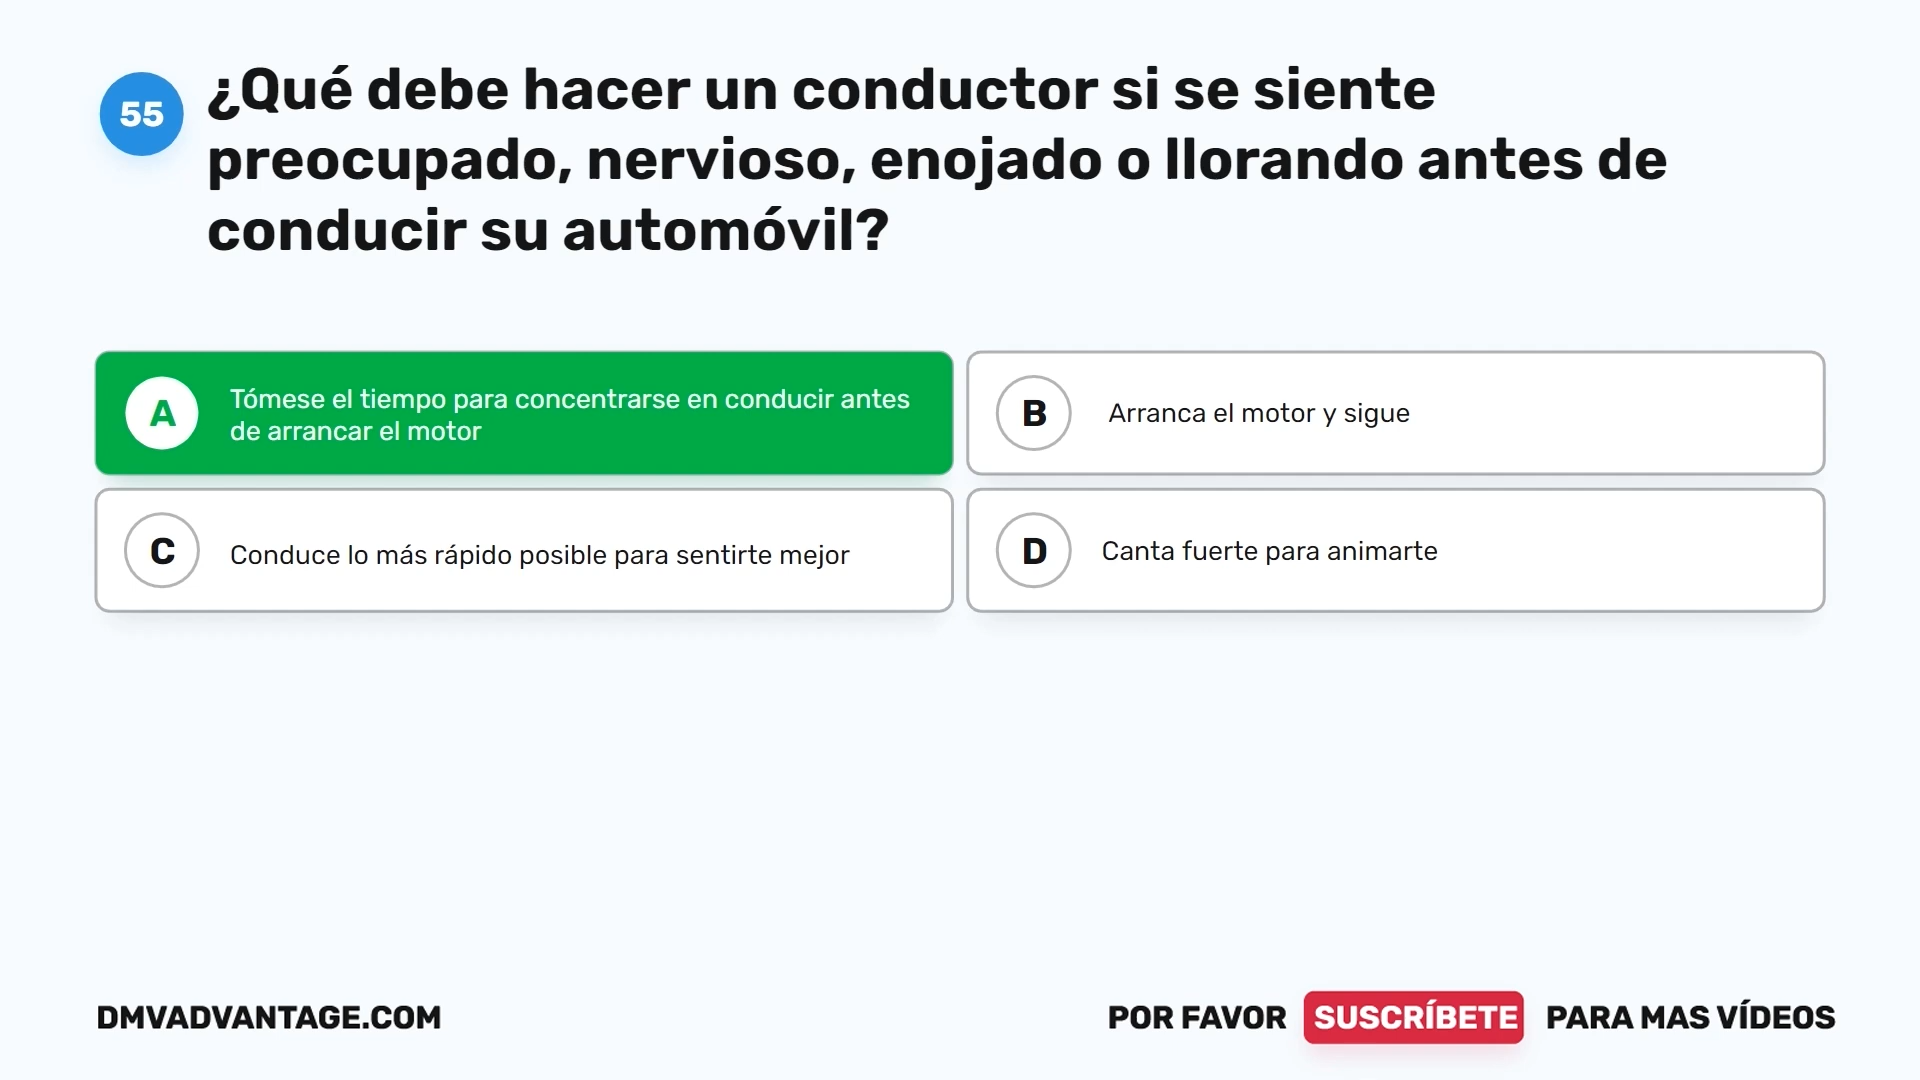 55
¿Qué debe hacer un conductor si se siente
preocupado, nervioso, enojado o llorando antes de
conducir su automóvil?
A
Tómese el tiempo para concentrarse en conducir antes
de arrancar el motor
B
Arranca el motor y sigue
C
Conduce lo más rápido posible para sentirte mejor
D
Canta fuerte para animarte
DMVADVANTAGE.COM
POR FAVOR SUSCRÍBETE PARA MAS VÍDEOS